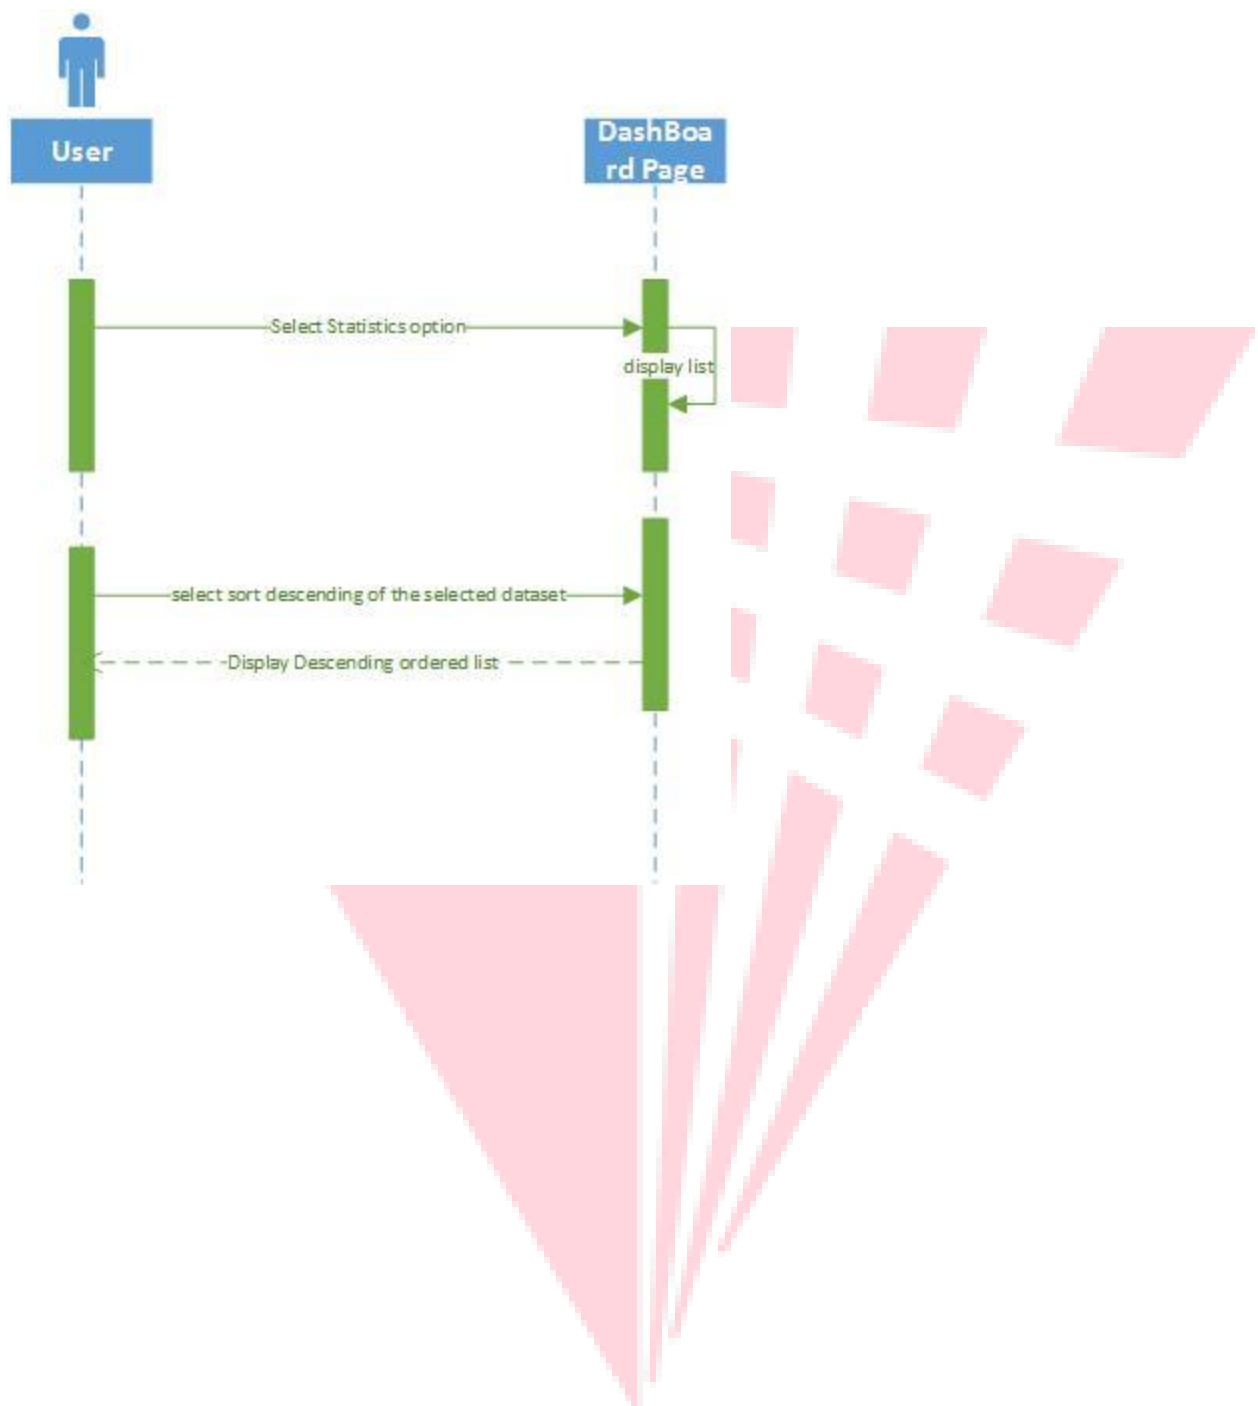 User
DashBoa
rd Page
Select Statistics option
display list
select sort descending of the selected dataset
Display Descending ordered list